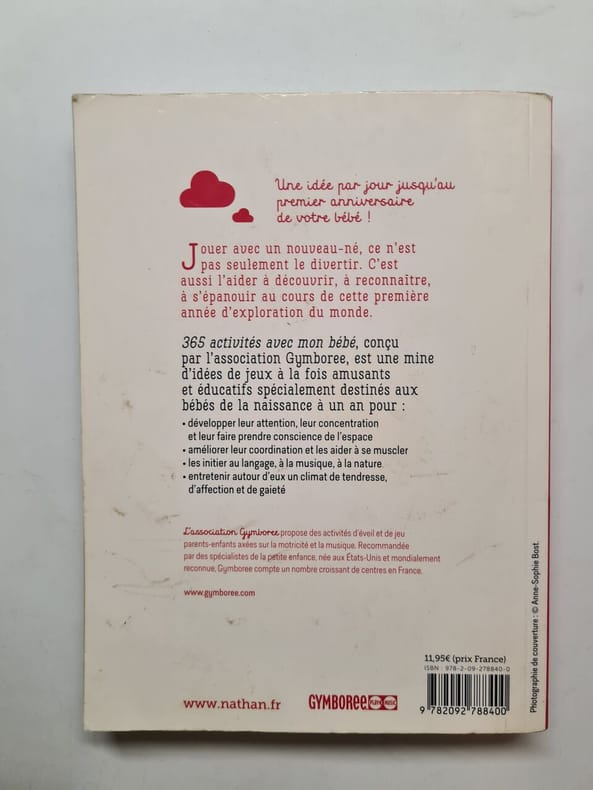 Une idée par jour jusqu'au
premier anniversaire
de votre bébé !
Jouer avec un nouveau-né, ce n'est
pas seulement le divertir. C'est
aussi l'aider à découvrir, à reconnaître,
à s'épanouir au cours de cette première
année d'exploration du monde.
365 activités avec mon bébé, conçu
par l'association Gymboree, est une mine
d'idées de jeux à la fois amusants
et éducatifs spécialement destinés aux
bébés de la naissance à un an pour :
• développer leur attention, leur concentration
et leur faire prendre conscience de l'espace
• améliorer leur coordination et les aider à se muscler
• les initier au langage, à la musique, à la nature
• entretenir autour d'eux un climat de tendresse,
d'affection et de gaieté
L'association Gymboree propose des activités d'éveil et de jeu
parents-enfants axées sur la motricité et la musique. Recommandée
par des spécialistes de la petite enfance, née aux États-Unis et mondialement
reconnue, Gymboree compte un nombre croissant de centres en France.
www.gymboree.com
11,95€ (prix France)
ISBN : 978-2-09-278840-0
www.nathan.fr
GYMBOREE PLAY & MUSIC
9 782092 788400
Photographie de couverture : © Anne-Sophie Bost.